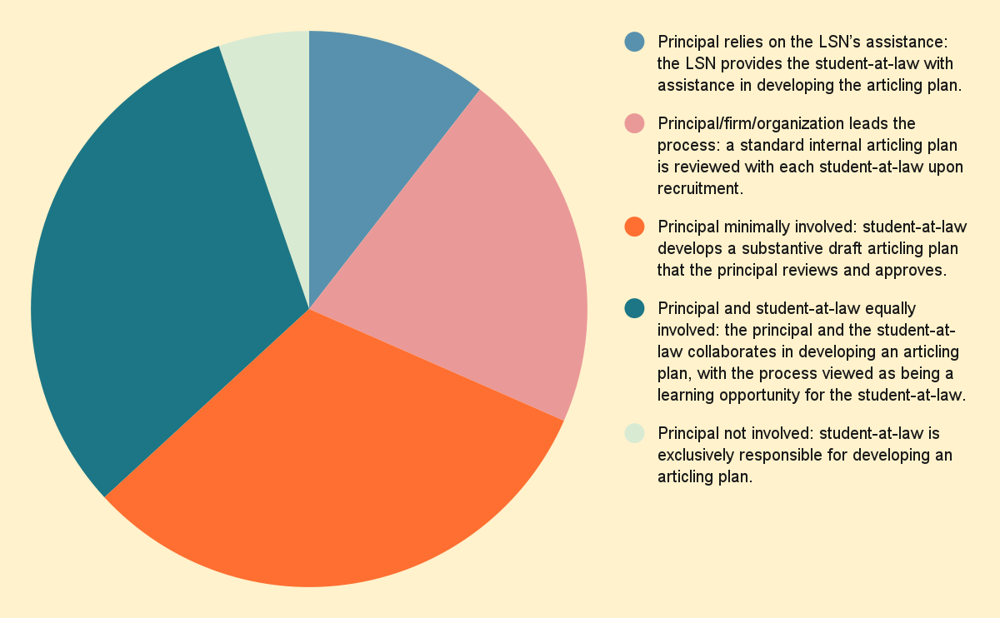 Principal relies on the LSN's assistance:
the LSN provides the student-at-law with
assistance in developing the articling plan.
Principal/firm/organization leads the
process: a standard internal articling plan
is reviewed with each student-at-law upon
recruitment.
Principal minimally involved: student-at-law
develops a substantive draft articling plan
that the principal reviews and approves.
Principal and student-at-law equally
involved: the principal and the student-at-
law collaborates in developing an articling
plan, with the process viewed as being a
learning opportunity for the student-at-law.
Principal not involved: student-at-law is
exclusively responsible for developing an
articling plan.